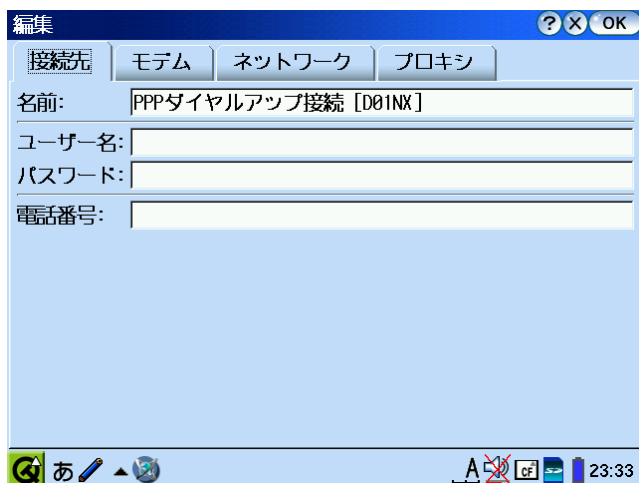 編集 ? X OK
接続先 モデム ネットワーク プロキシ
名前: PPPダイヤルアップ接続 [D01NX]
ユーザー名:
パスワード:
電話番号:
あ A CF SD 23:33